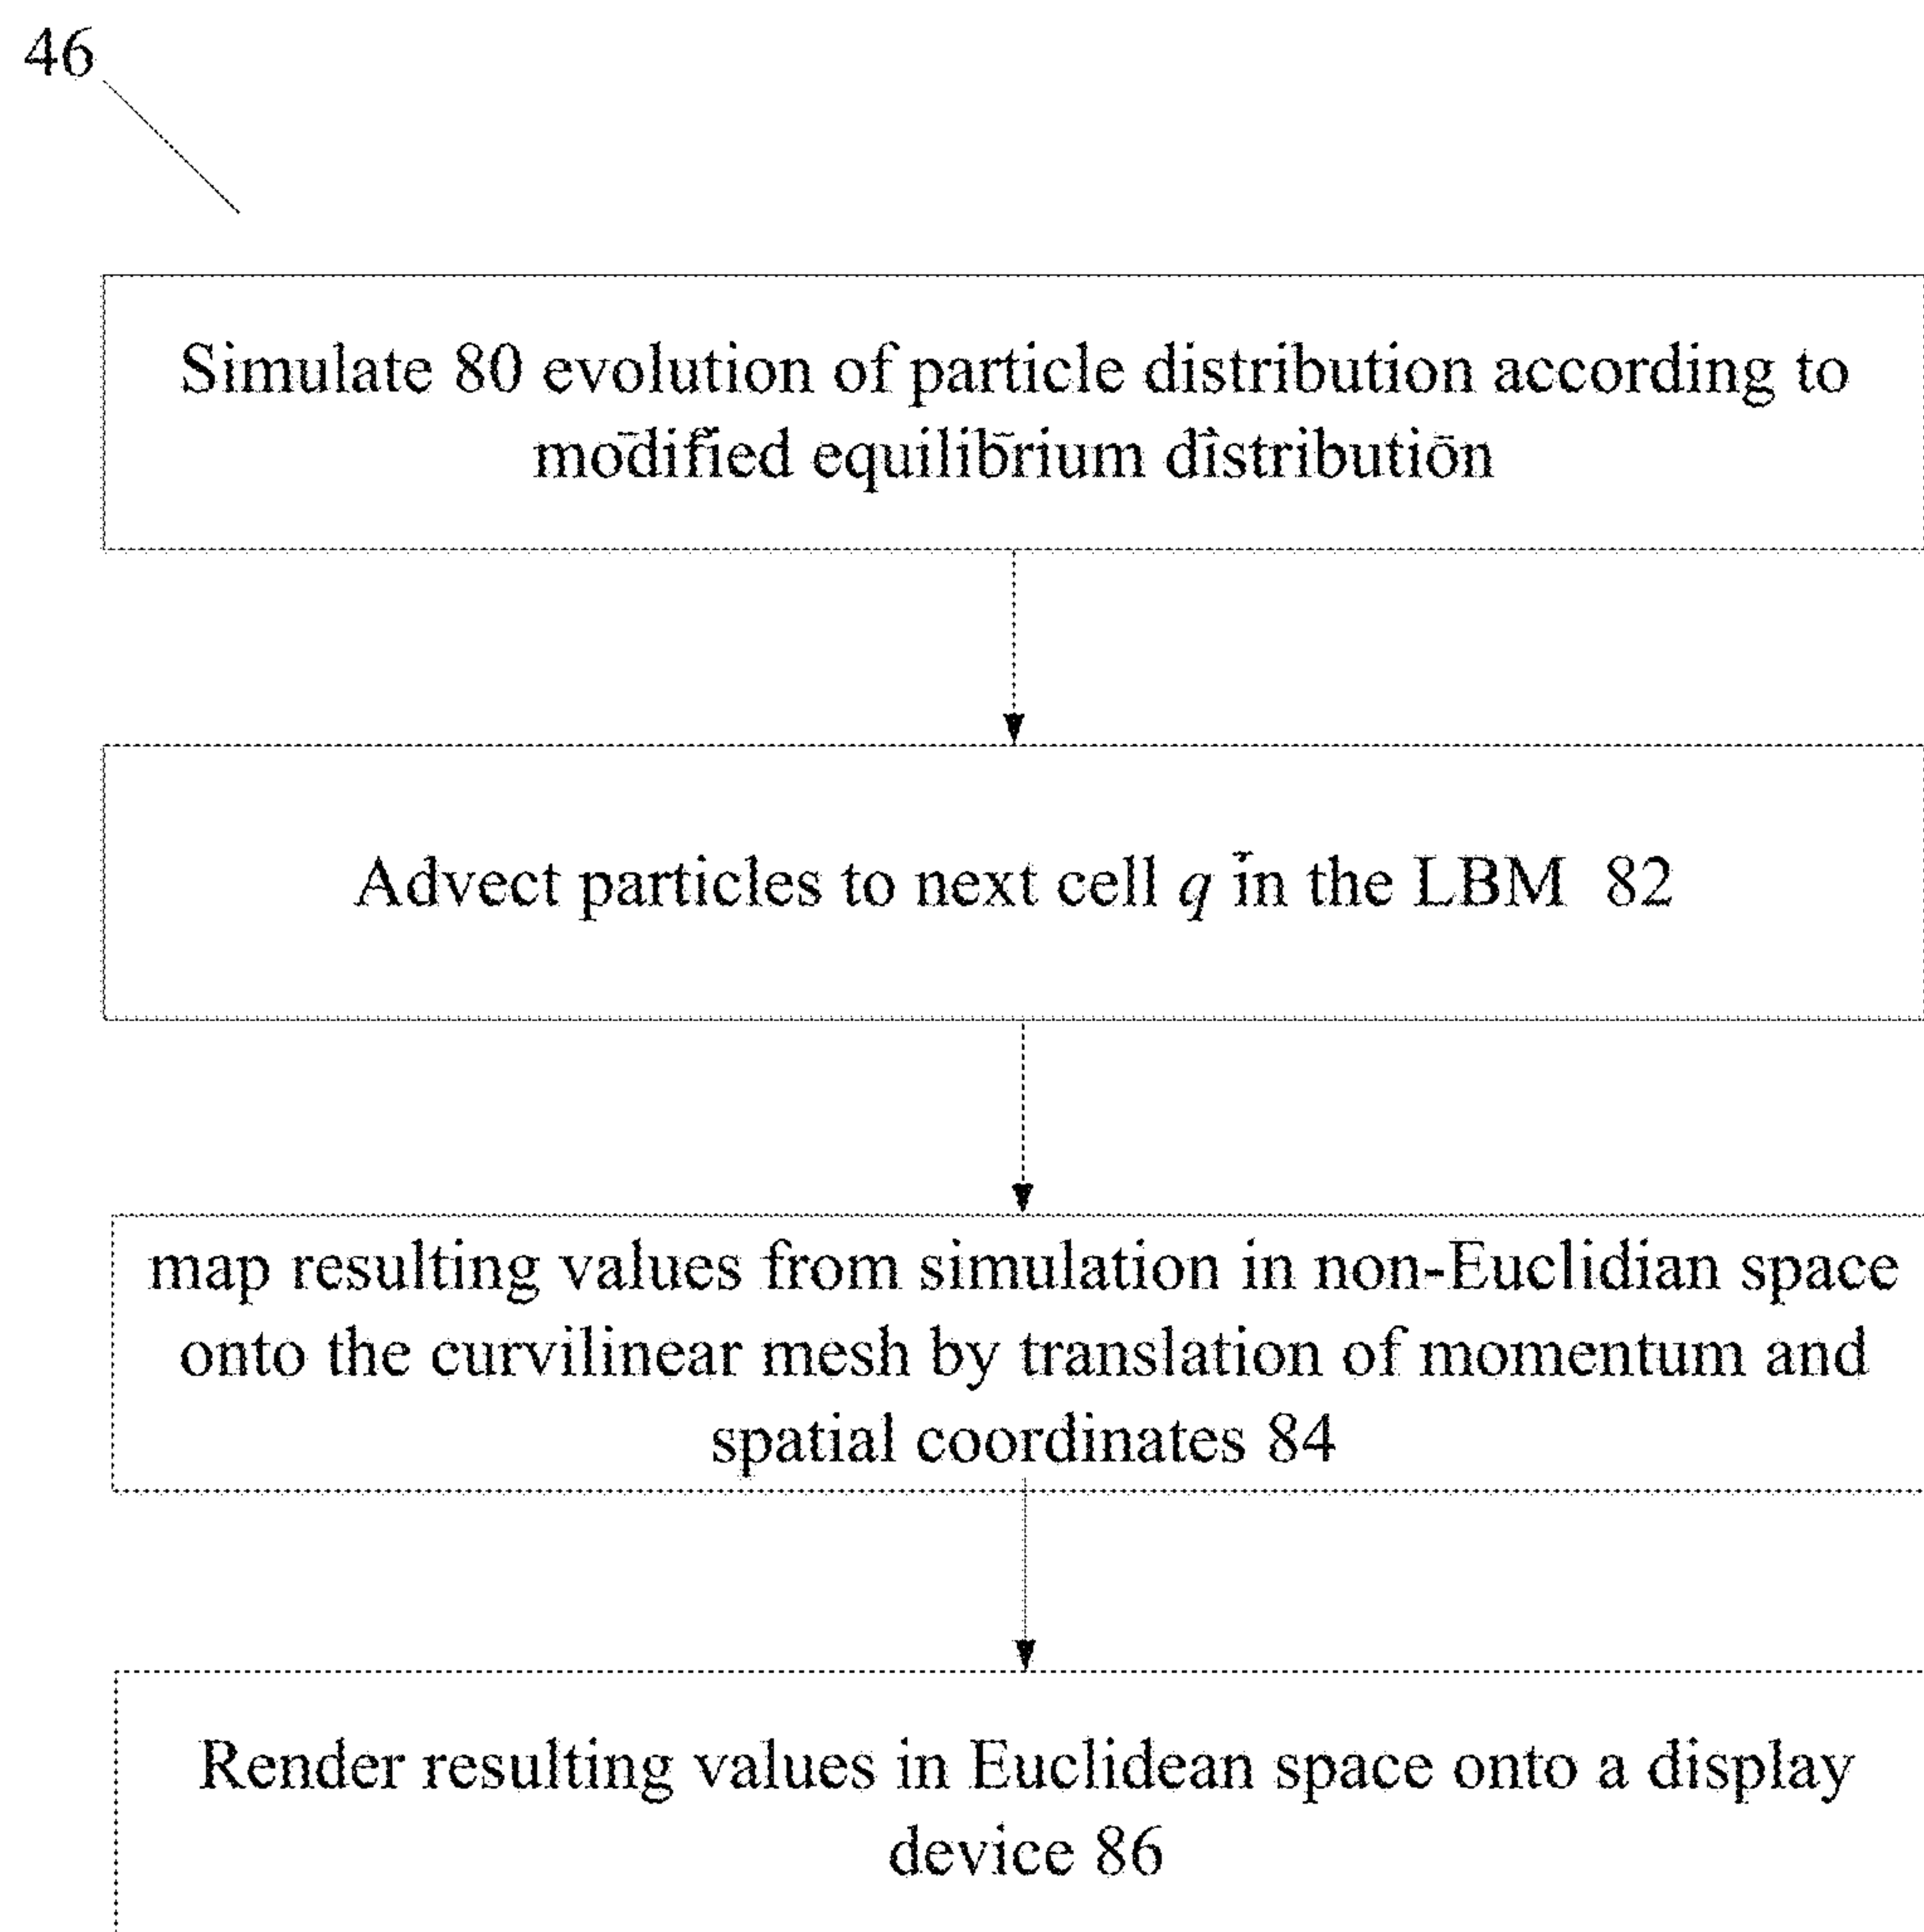 46
Simulate 80 evolution of particle distribution according to
modified equilibrium distribution
Advect particles to next cell q in the LBM 82
map resulting values from simulation in non-Euclidian space
onto the curvilinear mesh by translation of momentum and
spatial coordinates 84
Render resulting values in Euclidean space onto a display
device 86